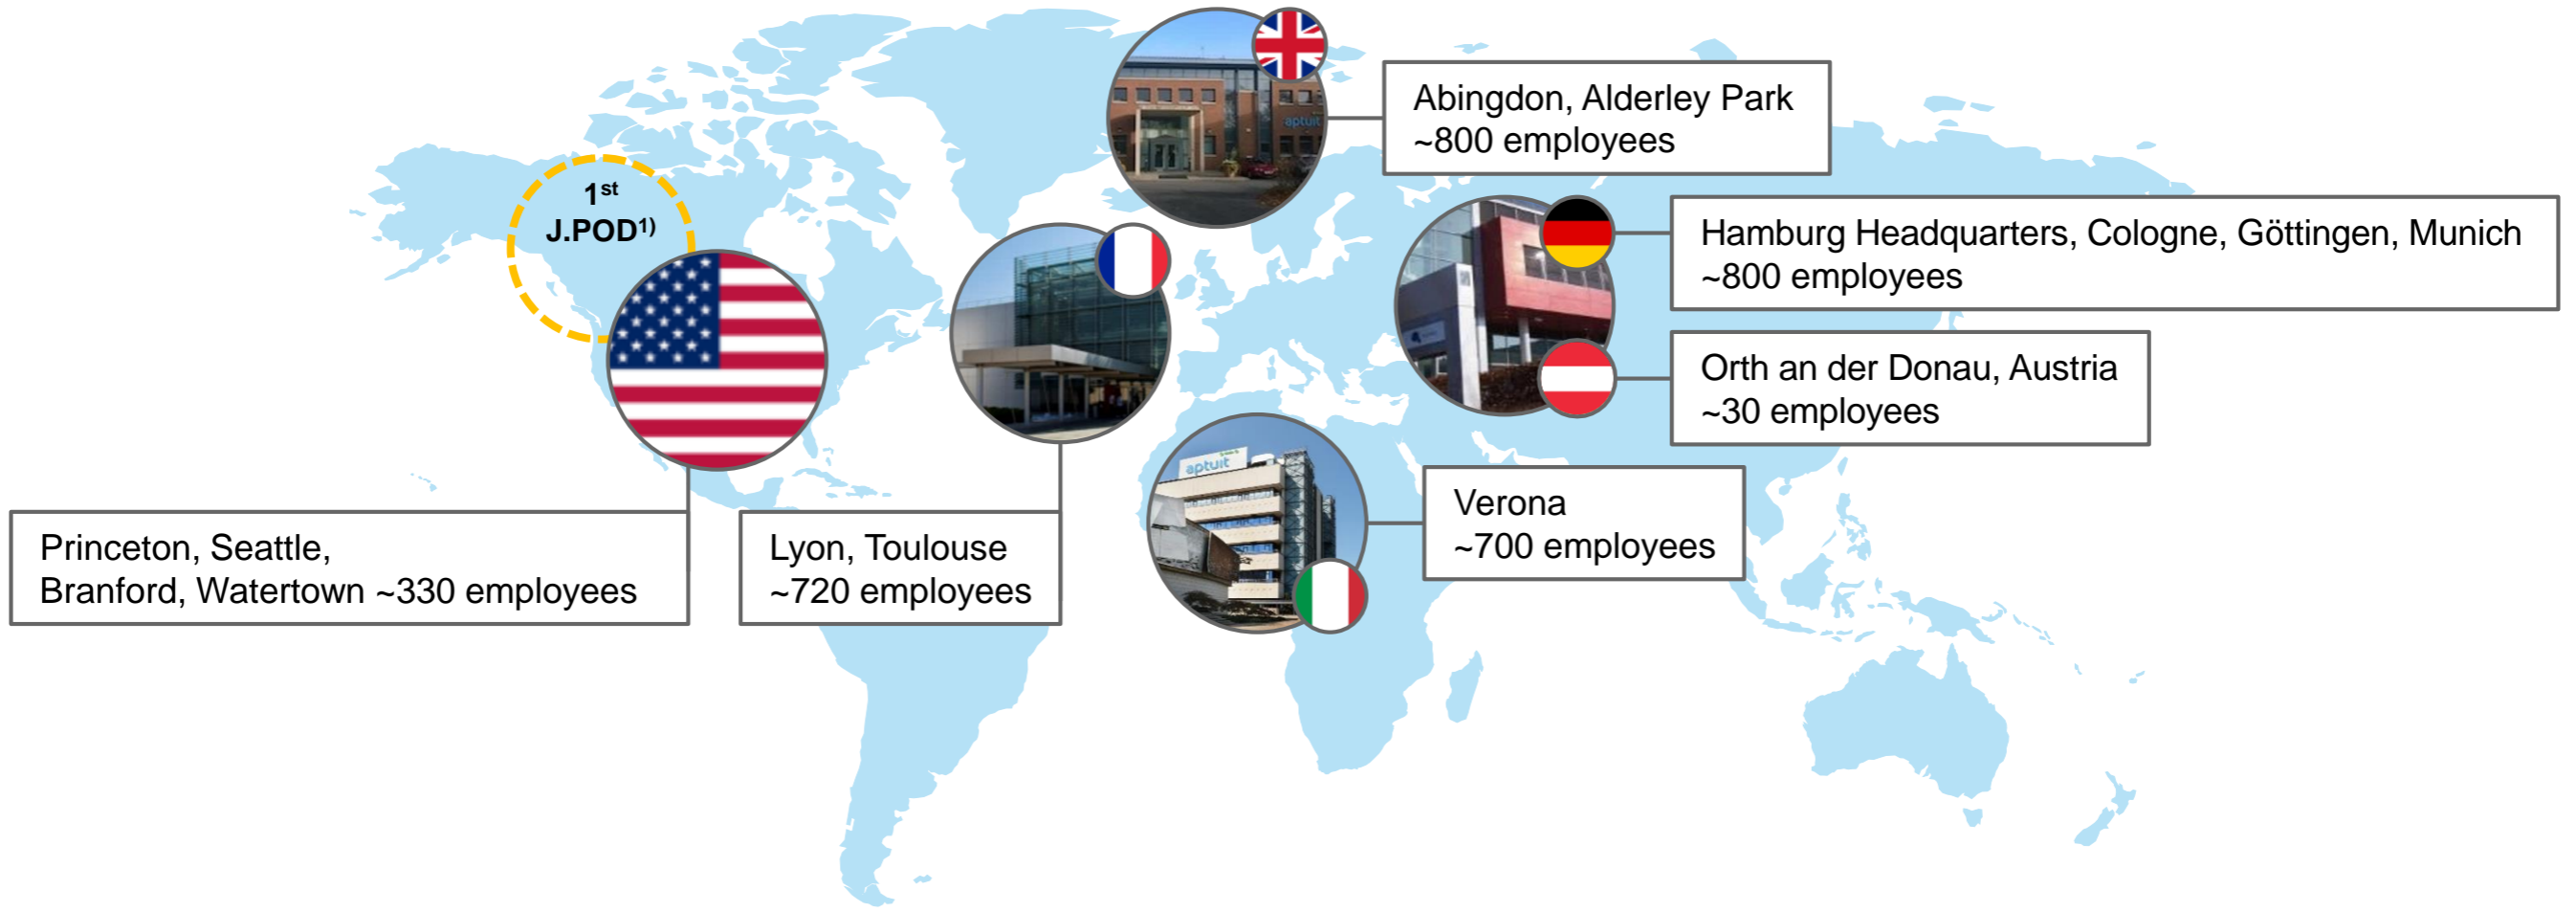 aptuit
Abingdon, Alderley Park
~800 employees
1st
J.POD1)
Hamburg Headquarters, Cologne, Göttingen, Munich
~800 employees
Orth an der Donau, Austria
~30 employees
aptuit
Verona
~700 employees
Princeton, Seattle,
Branford, Watertown ~330 employees
Lyon, Toulouse
~720 employees